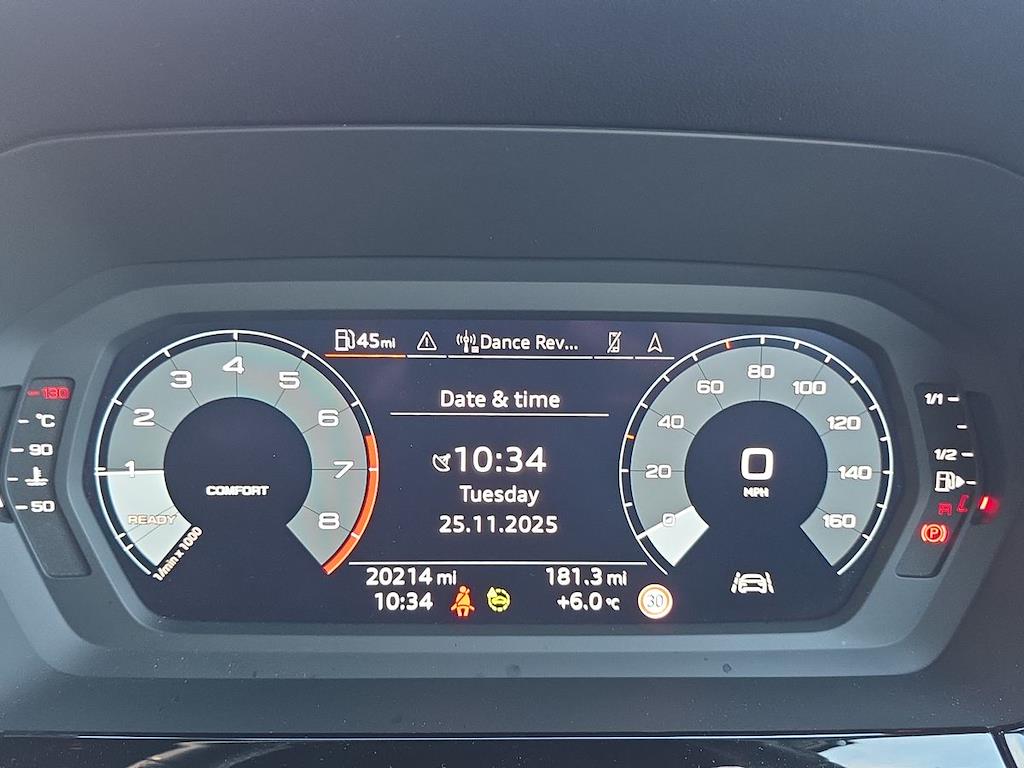 45mi Dance Rev...
Date & time
10:34
Tuesday
25.11.2025
20214 mi 181.3 mi
10:34 +6.0 °C
30
1
2
3
4
5
6
7
8
COMFORT
READY
1/min x 1000
0
20
40
60
80
100
120
140
160
0
MPH
130
°C
90
50
1/1
1/2
P